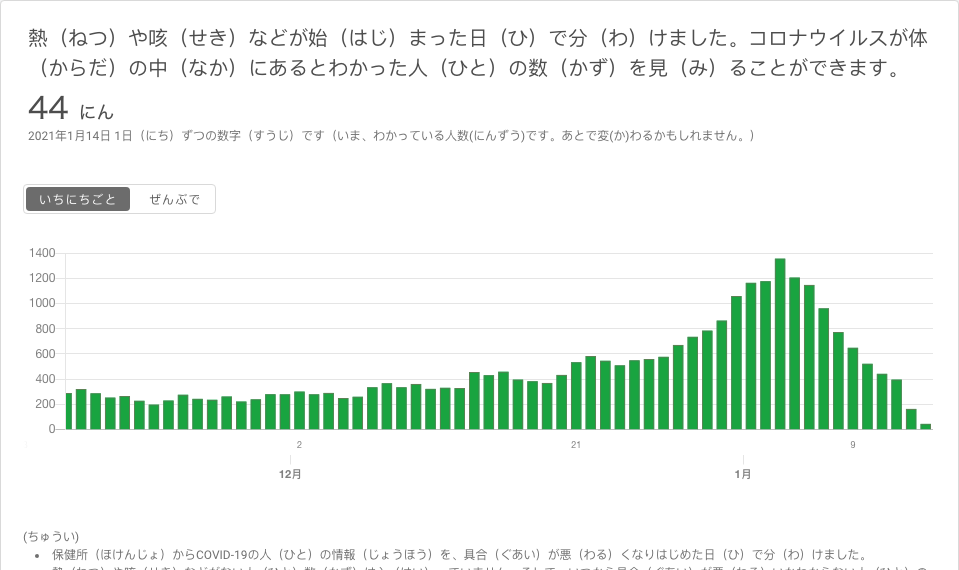 熱（ねつ）や咳（せき）などが始（はじ）まった日（ひ）で分（わ）けました。コロナウイルスが体
（からだ）の中（なか）にあるとわかった人（ひと）の数（かず）を見（み）ることができます。
44 にん
2021年1月14日 1日（にち）ずつの数字（すうじ）です（いま、わかっている人数(にんずう)です。あとで変(か)わるかもしれません。）
いちにちごと ぜんぶで
1400
1200
1000
800
600
400
200
0
2 21 9
12月 1月
(ちゅうい)
• 保健所（ほけんじょ）からCOVID-19の人（ひと）の情報（じょうほう）を、具合（ぐあい）が悪（わる）くなりはじめた日（ひ）で分（わ）けました。